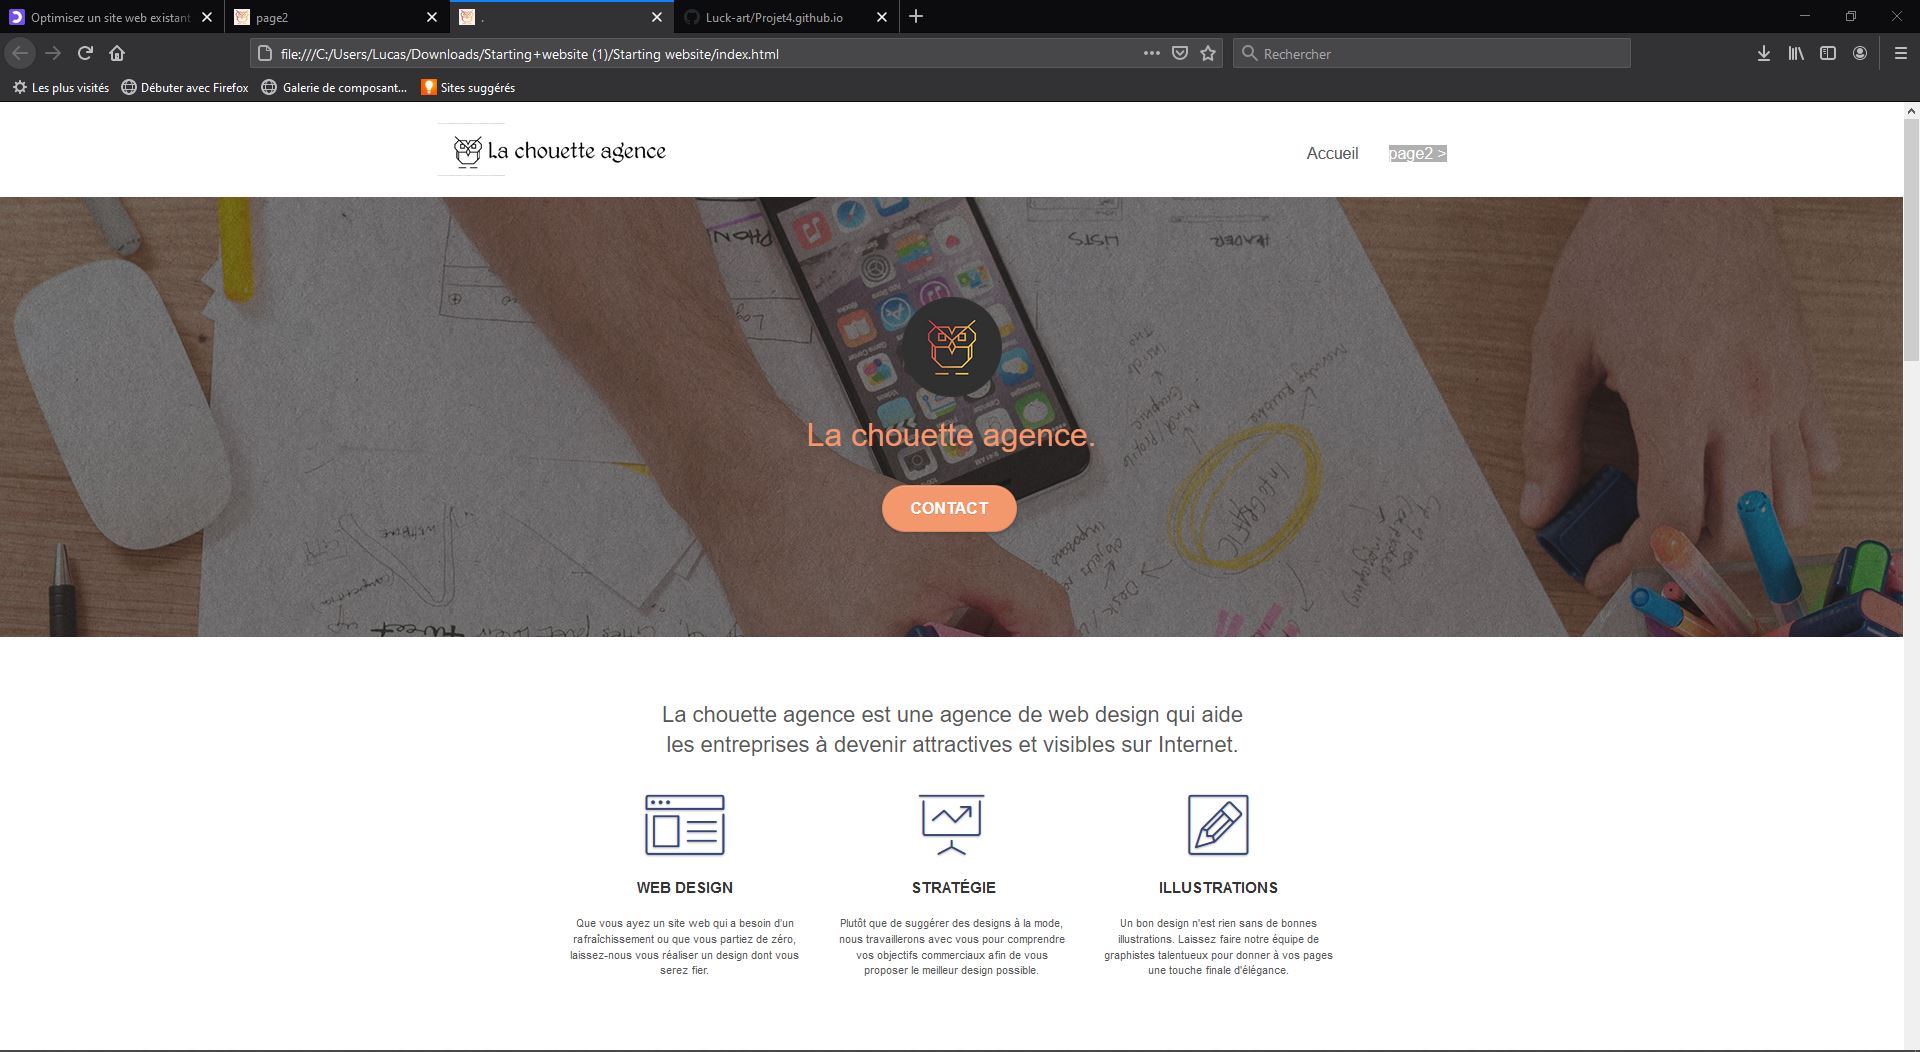 Optimisez un site web existant
page2
.
Luck-art/Projet4.github.io
file:///C:/Users/Lucas/Downloads/Starting+website (1)/Starting website/index.html
Rechercher
Les plus visités
Débuter avec Firefox
Galerie de composant...
Sites suggérés
La chouette agence
Accueil
page2 >
LISTS
HEADER
INFOGRAFIC
La chouette agence.
CONTACT
La chouette agence est une agence de web design qui aide
les entreprises à devenir attractives et visibles sur Internet.
WEB DESIGN
Que vous ayez un site web qui a besoin d'un
rafraîchissement ou que vous partiez de zéro,
laissez-nous vous réaliser un design dont vous
serez fier.
STRATÉGIE
Plutôt que de suggérer des designs à la mode,
nous travaillerons avec vous pour comprendre
vos objectifs commerciaux afin de vous
proposer le meilleur design possible.
ILLUSTRATIONS
Un bon design n'est rien sans de bonnes
illustrations. Laissez faire notre équipe de
graphistes talentueux pour donner à vos pages
une touche finale d'élégance.